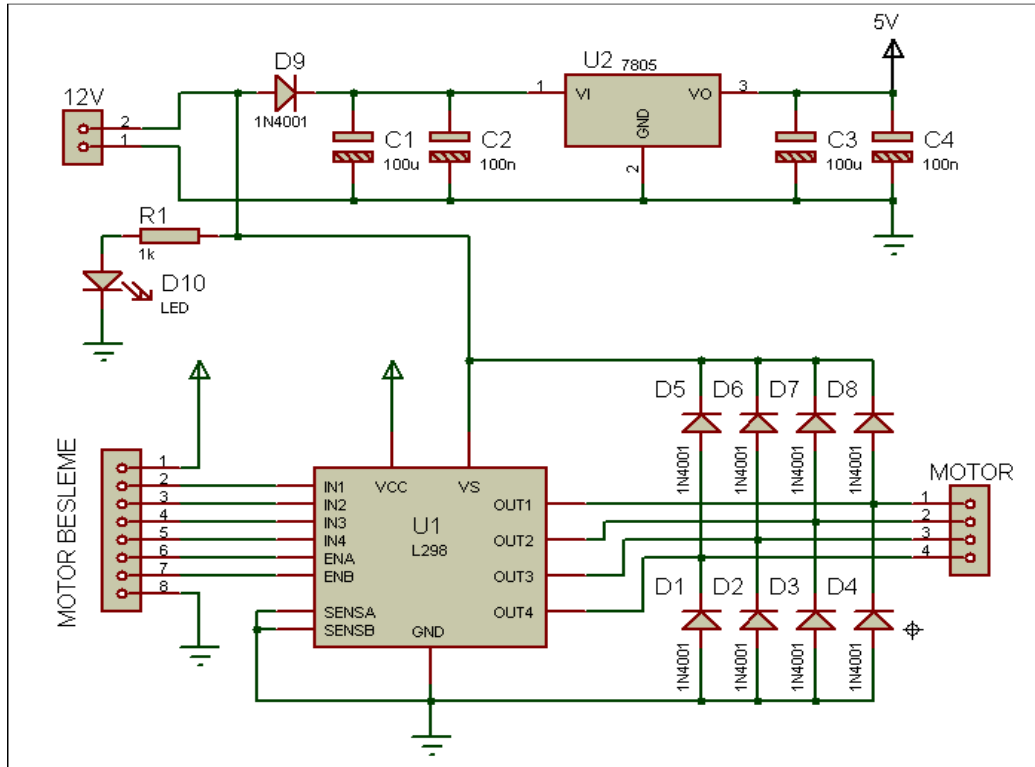 5V
D9
U2 7805
12V
1N4001
1
VI
VO
3
2
1
GND
2
C1
100u
C2
100n
C3
100u
C4
100n
R1
1k
D10
LED
D5 D6 D7 D8
1N4001 1N4001 1N4001 1N4001
MOTOR BESLEME
1
2
3
4
5
6
7
8
IN1
IN2
IN3
IN4
ENA
ENB
SENSA
SENSB
VCC
VS
U1
L298
GND
OUT1
OUT2
OUT3
OUT4
MOTOR
1
2
3
4
D1 D2 D3 D4
1N4001 1N4001 1N4001 1N4001